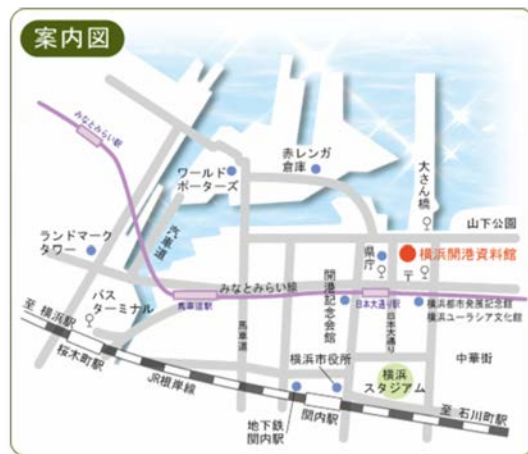 案内図
みなとみらい駅
ワールド
ポーターズ
赤レンガ
倉庫
大さん橋
山下公園
ランドマーク
タワー
汽車道
県庁
横浜開港資料館
みなとみらい線
開港記念会館
バス
ターミナル
馬車道駅
日本大通り駅
横浜都市発展記念館
横浜ユーラシア文化館
至 横浜駅
桜木町駅
馬車道
日本大通り
横浜市役所
横浜
スタジアム
中華街
JR根岸線
地下鉄
関内駅
関内駅
至 石川町駅